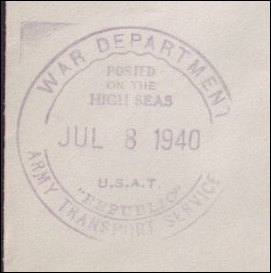 WAR DEPARTMENT
POSTED
ON THE
HIGH SEAS
JUL 8 1940
U.S.A.T.
"REPUBLIC"
ARMY TRANSPORT SERVICE